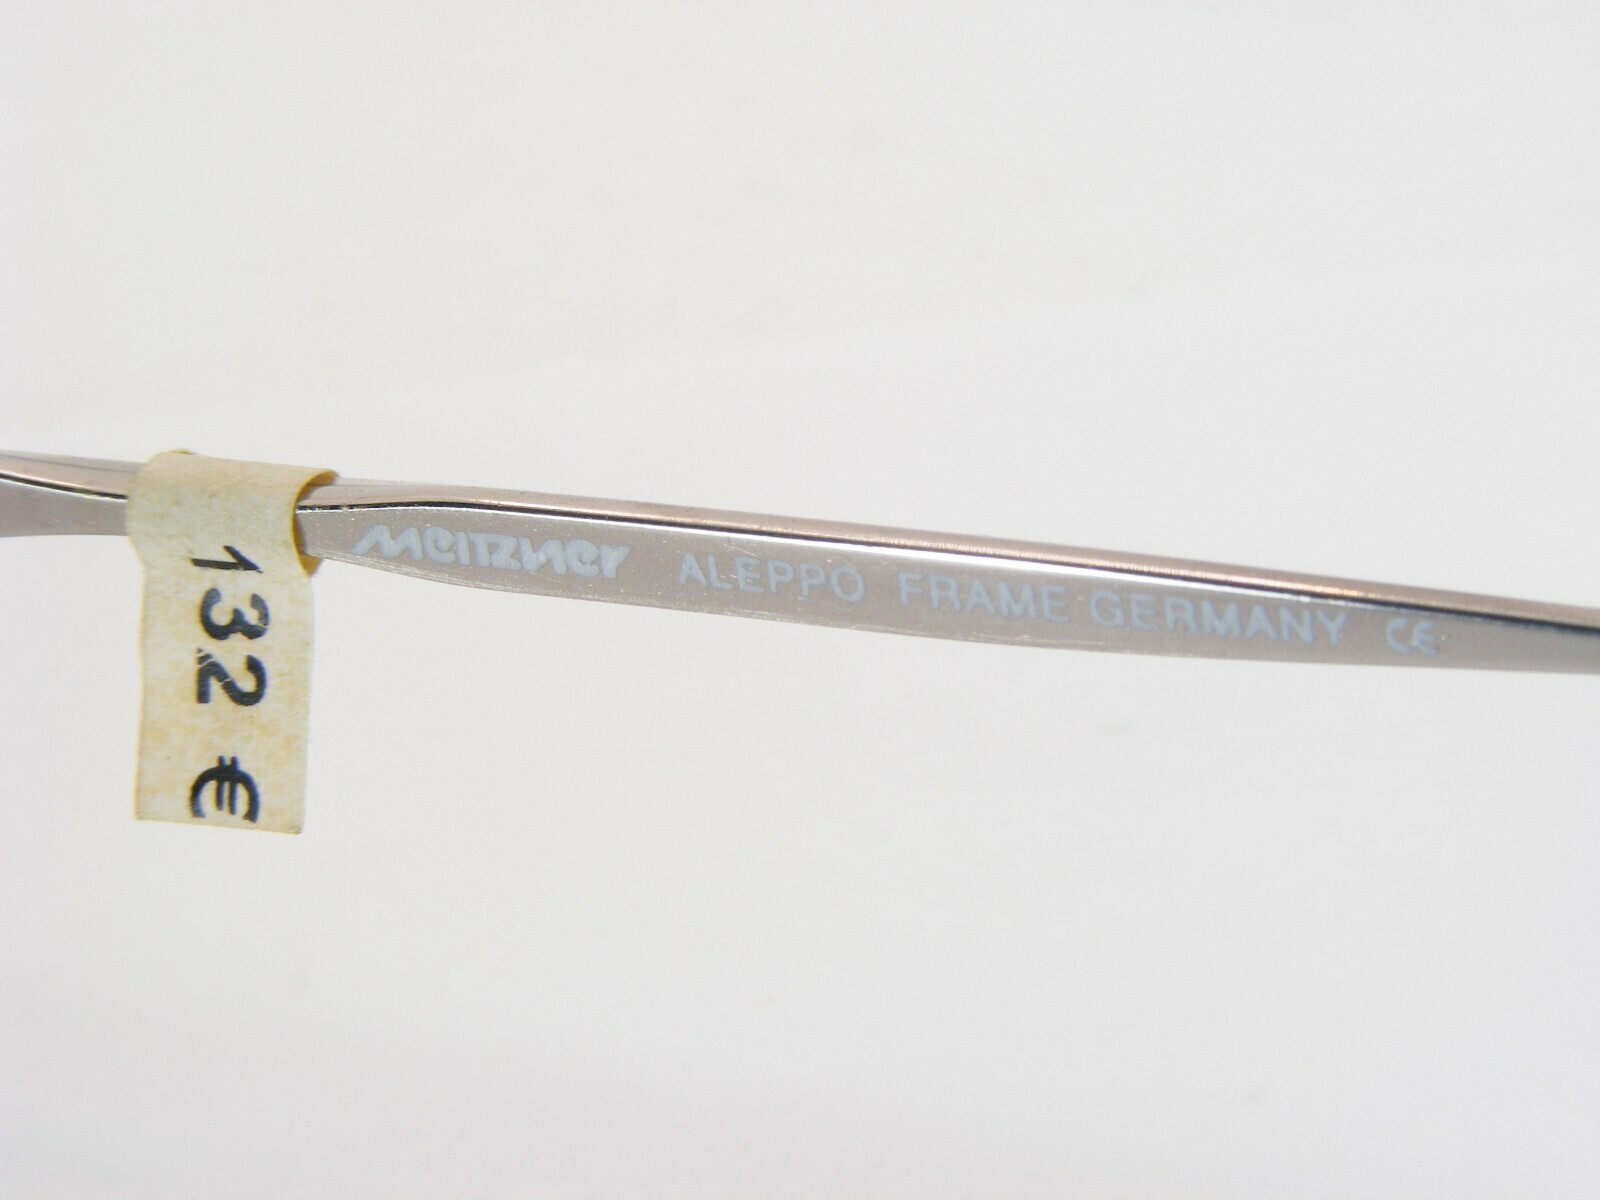 132 €
Meitzner ALEPPO FRAME GERMANY CE